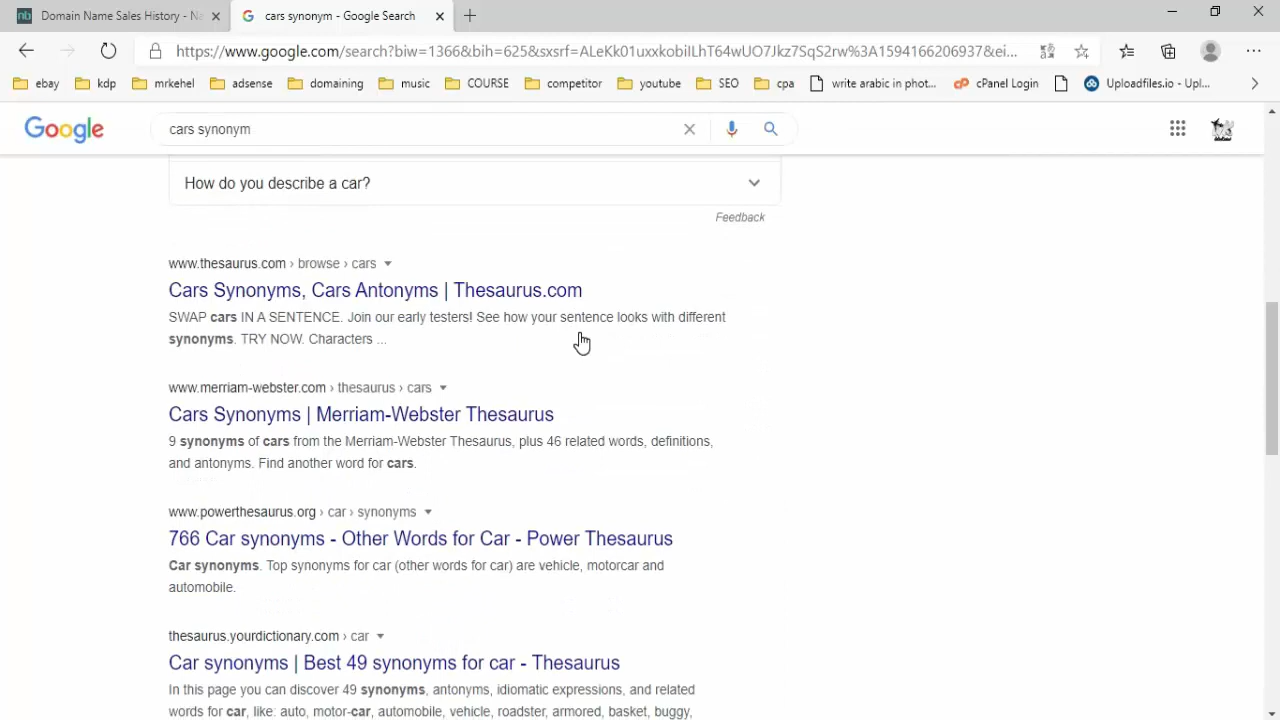 Domain Name Sales History - Na
cars synonym - Google Search
https://www.google.com/search?biw=1366&bih=625&sxsrf=ALeKk01uxxkobiILhT64wUO7Jkz7SqS2rw%3A1594166206937&ei...
ebay kdp mrkehel adsense domaining music COURSE competitor youtube SEO cpa write arabic in phot... cPanel Login Uploadfiles.io - Upl...
Google cars synonym
How do you describe a car?
Feedback
www.thesaurus.com › browse › cars
Cars Synonyms, Cars Antonyms | Thesaurus.com
SWAP cars IN A SENTENCE. Join our early testers! See how your sentence looks with different
synonyms. TRY NOW. Characters ...
www.merriam-webster.com › thesaurus › cars
Cars Synonyms | Merriam-Webster Thesaurus
9 synonyms of cars from the Merriam-Webster Thesaurus, plus 46 related words, definitions,
and antonyms. Find another word for cars.
www.powerthesaurus.org › car › synonyms
766 Car synonyms - Other Words for Car - Power Thesaurus
Car synonyms. Top synonyms for car (other words for car) are vehicle, motorcar and
automobile.
thesaurus.yourdictionary.com › car
Car synonyms | Best 49 synonyms for car - Thesaurus
In this page you can discover 49 synonyms, antonyms, idiomatic expressions, and related
words for car, like: auto, motor-car, automobile, vehicle, roadster, armored, basket, buggy,